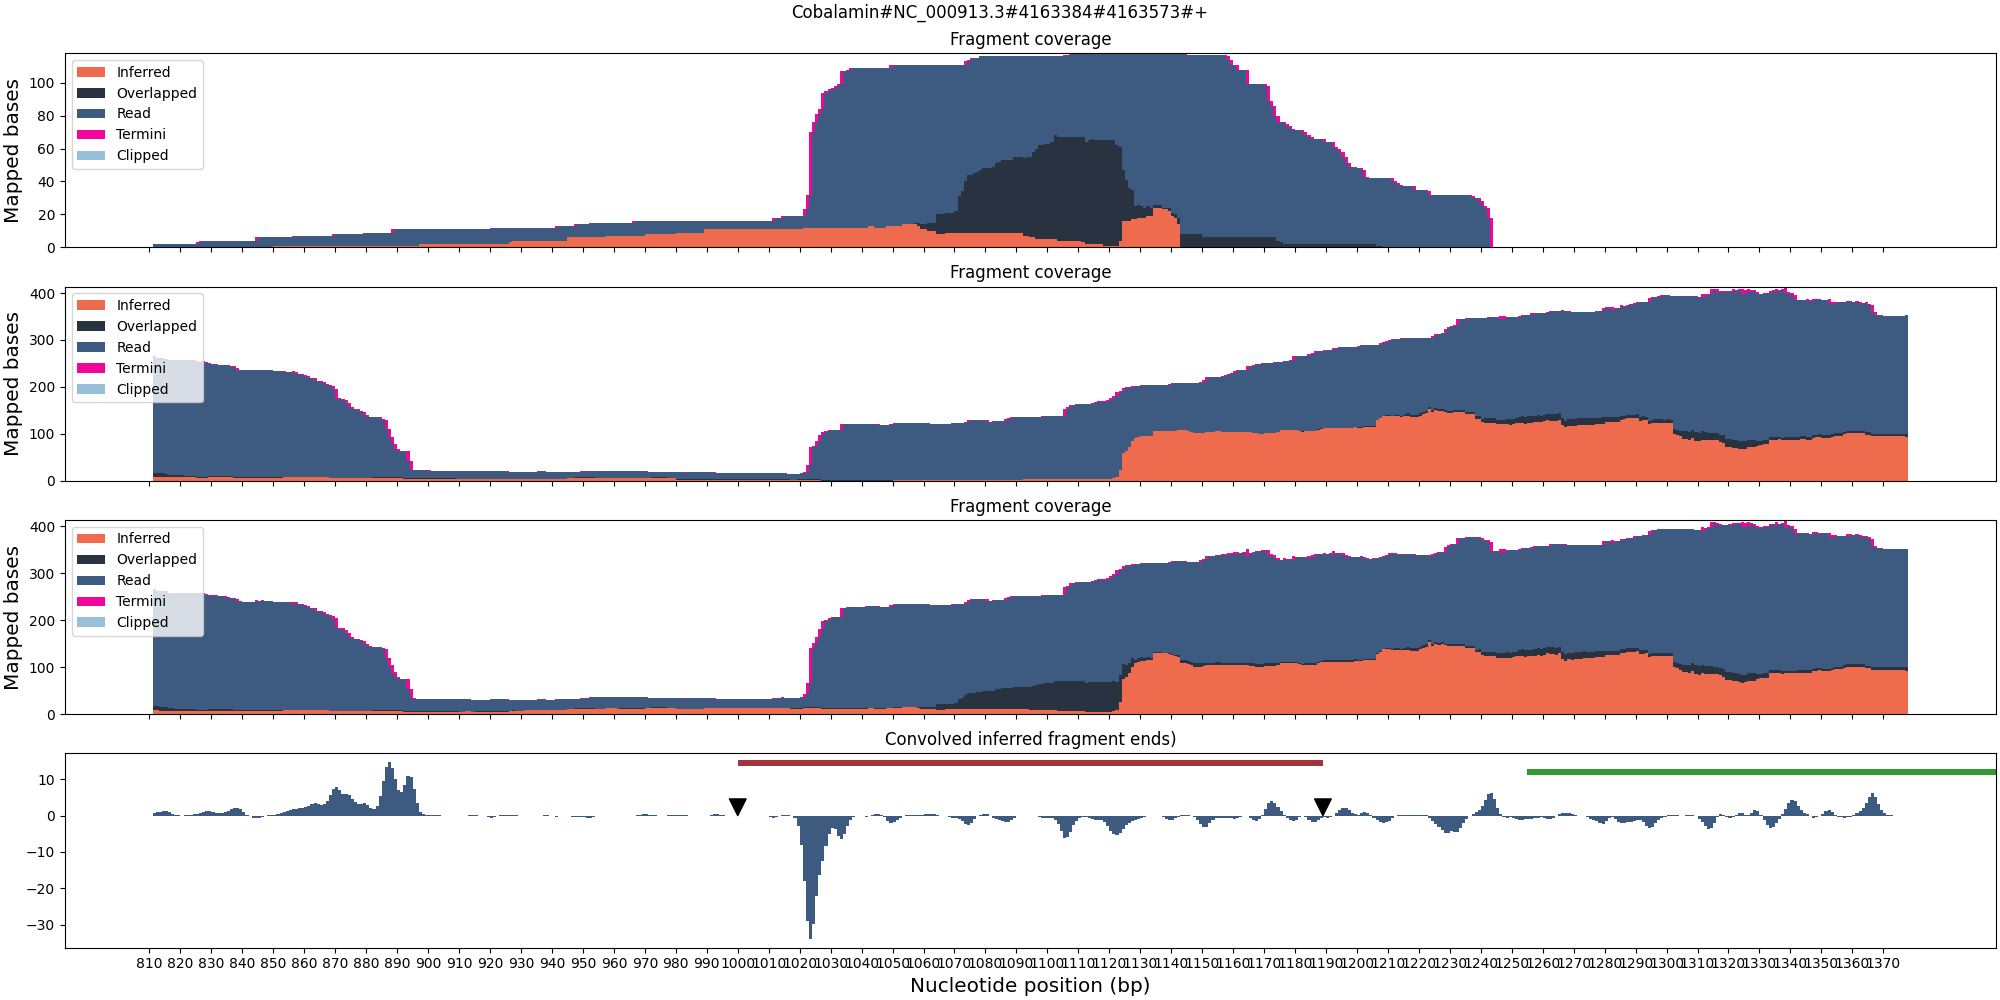 Cobalamin#NC_000913.3#4163384#4163573#+
Fragment coverage
Mapped bases
100
80
60
40
20
0
Inferred
Overlapped
Read
Termini
Clipped
Fragment coverage
Mapped bases
400
300
200
100
0
Inferred
Overlapped
Read
Termini
Clipped
Fragment coverage
Mapped bases
400
300
200
100
0
Inferred
Overlapped
Read
Termini
Clipped
Convolved inferred fragment ends)
10
0
−10
−20
−30
810 820 830 840 850 860 870 880 890 900 910 920 930 940 950 960 970 980 990 1000 1010 1020 1030 1040 1050 1060 1070 1080 1090 1100 1110 1120 1130 1140 1150 1160 1170 1180 1190 1200 1210 1220 1230 1240 1250 1260 1270 1280 1290 1300 1310 1320 1330 1340 1350 1360 1370
Nucleotide position (bp)